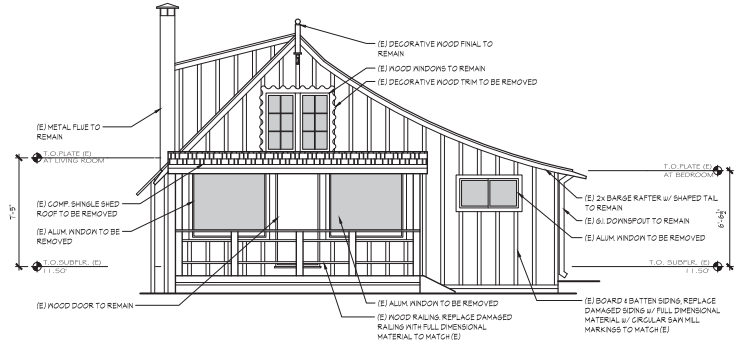 (E) DECORATIVE WOOD FINIAL TO
REMAIN
(E) WOOD WINDOWS TO REMAIN
(E) DECORATIVE WOOD TRIM TO BE REMOVED
(E) METAL FLUE TO
REMAIN
T.O. PLATE (E)
AT LIVING ROOM
T.O. PLATE (E)
AT BEDROOM
(E) COMP. SHINGLE SHED
ROOF TO BE REMOVED
(E) 2x BARGE RAFTER W/ SHAPED TAIL
TO REMAIN
7'-5"
6'-6 1/2"
(E) G.I. DOWNSPOUT TO REMAIN
(E) ALUM. WINDOW TO BE
REMOVED
(E) ALUM. WINDOW TO BE REMOVED
T.O. SUBFLR. (E)
11.50'
T.O. SUBFLR. (E)
11.50'
(E) WOOD DOOR TO REMAIN
(E) ALUM. WINDOW TO BE REMOVED
(E) WOOD RAILING. REPLACE DAMAGED
RAILING WITH FULL DIMENSIONAL
MATERIAL TO MATCH (E)
(E) BOARD & BATTEN SIDING, REPLACE
DAMAGED SIDING W/ FULL DIMENSIONAL
MATERIAL W/ CIRCULAR SAW MILL
MARKINGS TO MATCH (E)